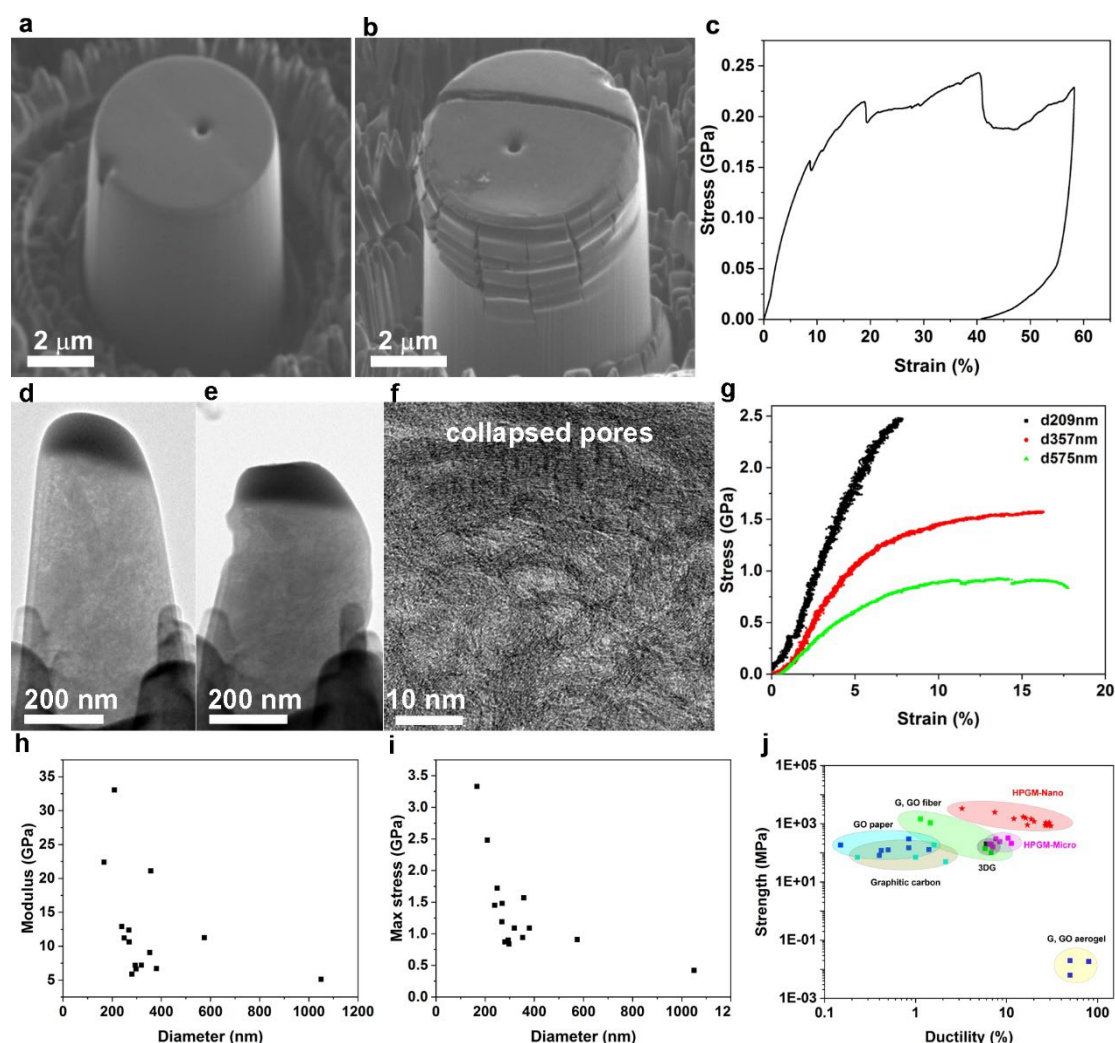 a
b
c
2 μm
2 μm
0.25
0.20
0.15
0.10
0.05
0.00
Stress (GPa)
0 10 20 30 40 50 60
Strain (%)
d
e
f
g
collapsed pores
200 nm
200 nm
10 nm
2.5
2.0
1.5
1.0
0.5
0.0
Stress (GPa)
d209nm
d357nm
d575nm
0 5 10 15 20
Strain (%)
h
i
j
35
30
25
20
15
10
5
Modulus (GPa)
0 200 400 600 800 1000 1200
Diameter (nm)
3.5
3.0
2.5
2.0
1.5
1.0
0.5
0.0
Max stress (GPa)
0 200 400 600 800 1000 12
Diameter (nm)
1E+05
1E+03
1E+01
1E-01
1E-03
Strength (MPa)
HPGM-Nano
G, GO fiber
GO paper
HPGM-Micro
3DG
Graphitic carbon
G, GO aerogel
0.1 1 10 100
Ductility (%)